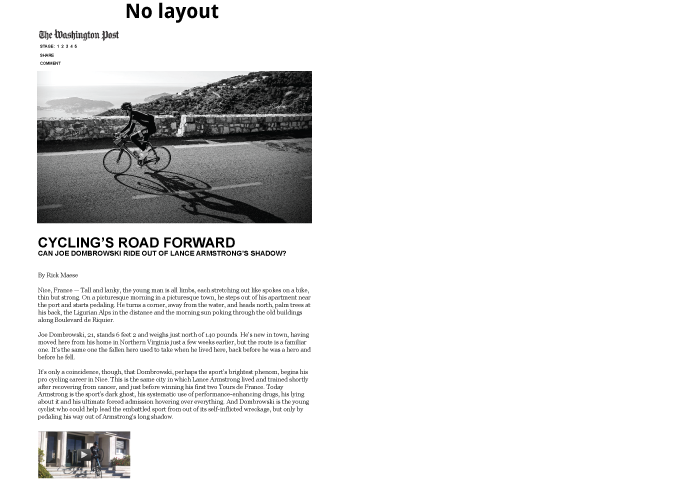 No layout
The Washington Post
STAGE: 1 2 3 4 5
SHARE
COMMENT
CYCLING'S ROAD FORWARD
CAN JOE DOMBROWSKI RIDE OUT OF LANCE ARMSTRONG'S SHADOW?
By Rick Maese
Nice, France — Tall and lanky, the young man is all limbs, each stretching out like spokes on a bike,
thin but strong. On a picturesque morning in a picturesque town, he steps out of his apartment near
the port and starts pedaling. He turns a corner, away from the water, and heads north, palm trees at
his back, the Ligurian Alps in the distance and the morning sun poking through the old buildings
along Boulevard de Riquier.
Joe Dombrowski, 21, stands 6 feet 2 and weighs just north of 140 pounds. He's new in town, having
moved here from his home in Northern Virginia just a few weeks earlier, but the route is a familiar
one. It's the same one the fallen hero used to take when he lived here, back before he was a hero and
before he fell.
It's only a coincidence, though, that Dombrowski, perhaps the sport's brightest phenom, begins his
pro cycling career in Nice. This is the same city in which Lance Armstrong lived and trained shortly
after recovering from cancer, and just before winning his first two Tours de France. Today
Armstrong is the sport's dark ghost, his systematic use of performance-enhancing drugs, his lying
about it and his ultimate forced admission hovering over everything. And Dombrowski is the young
cyclist who could help lead the embattled sport from out of its self-inflicted wreckage, but only by
pedaling his way out of Armstrong's long shadow.